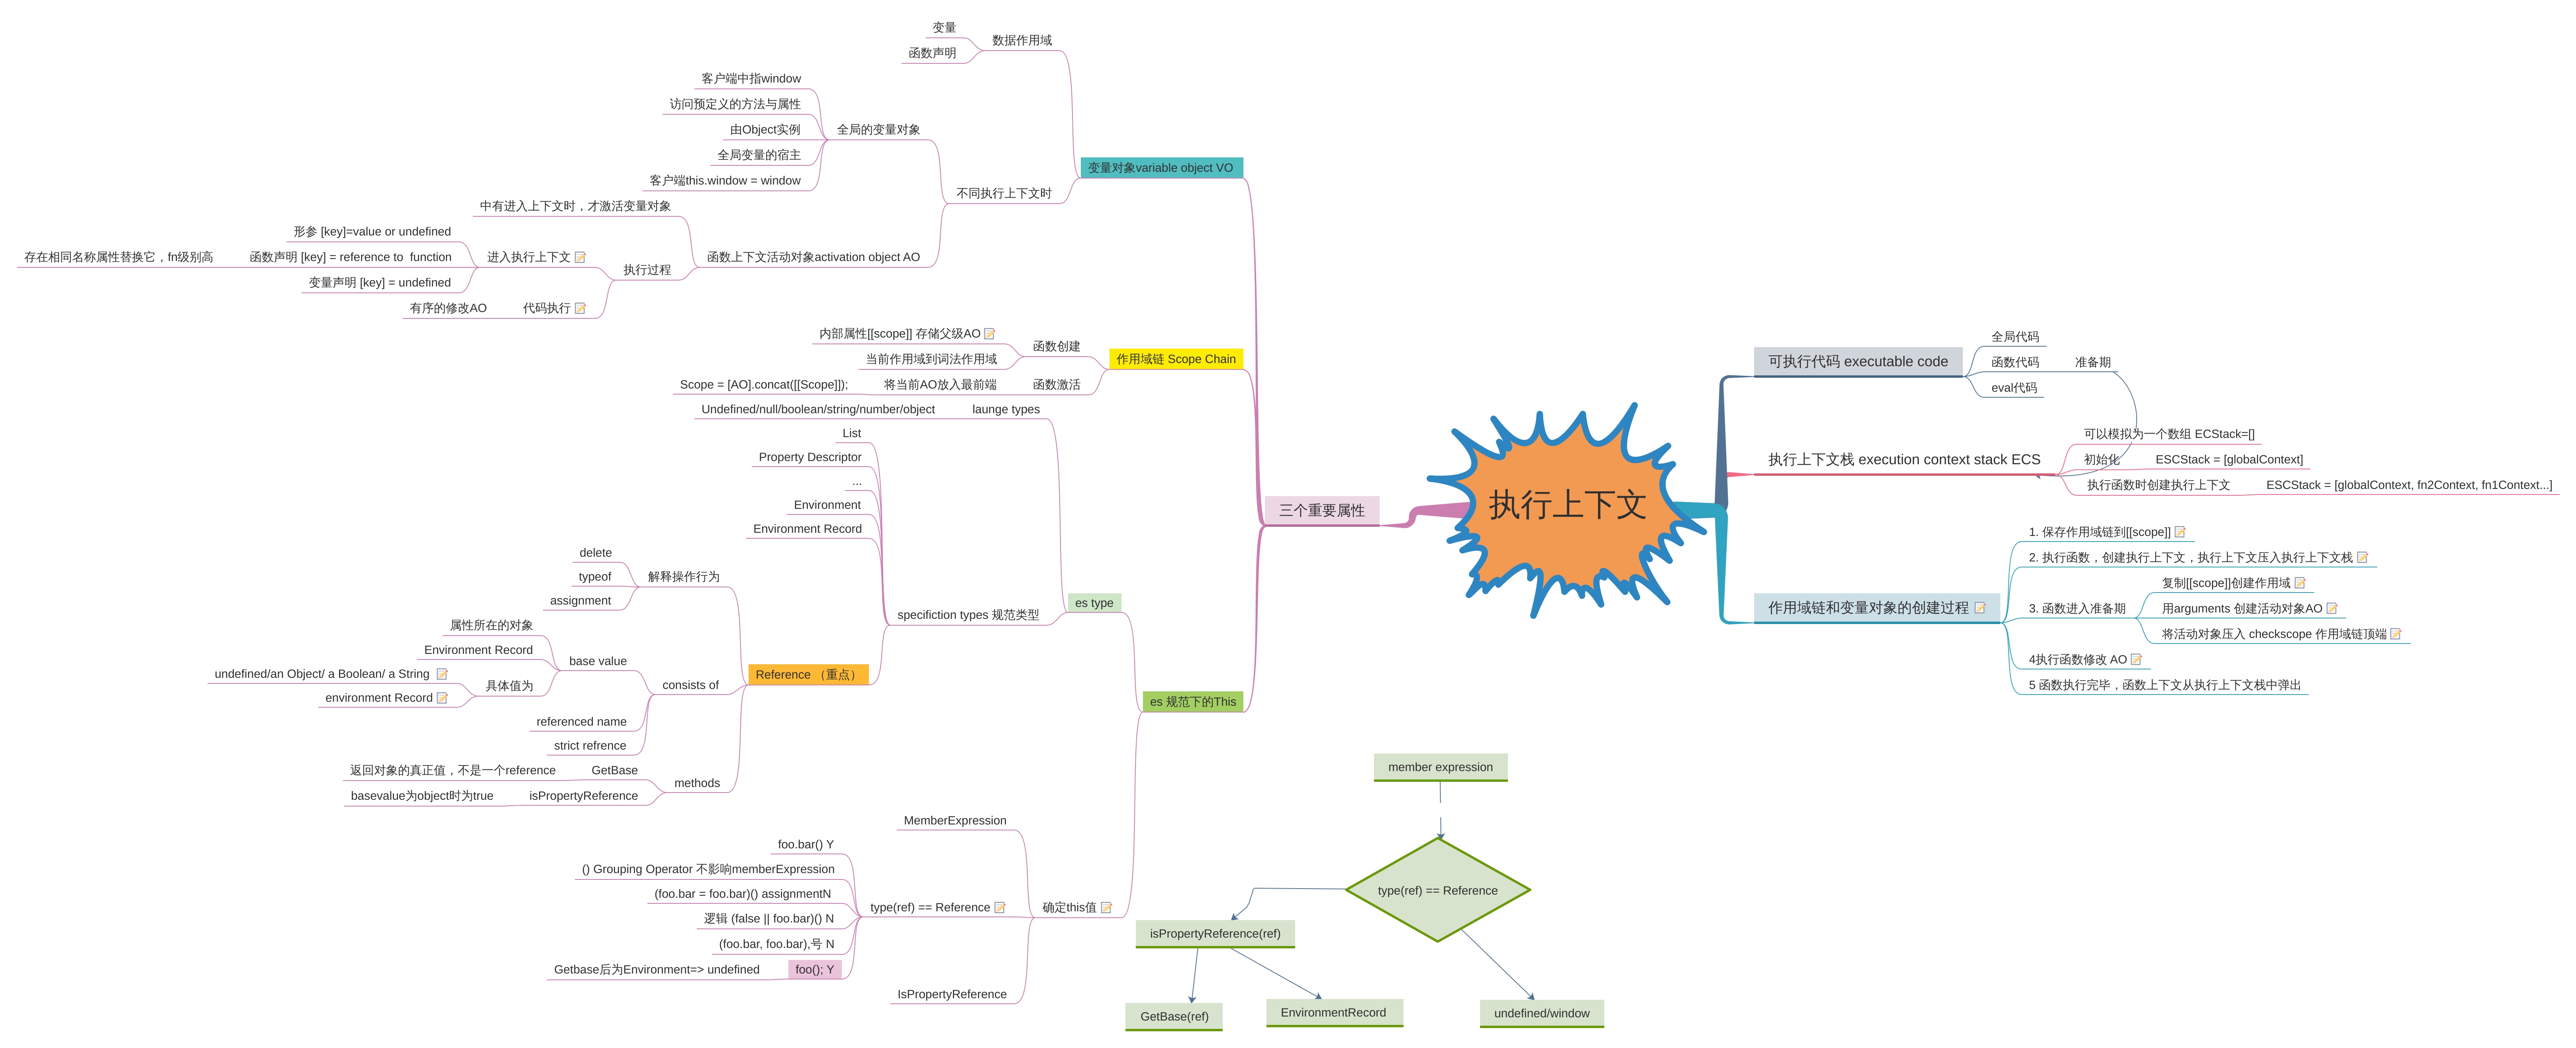 执行上下文
可执行代码 executable code
全局代码
函数代码
准备期
eval代码
执行上下文栈 execution context stack ECS
可以模拟为一个数组 ECStack=[]
初始化
ESCStack = [globalContext]
执行函数时创建执行上下文
ESCStack = [globalContext, fn2Context, fn1Context...]
作用域链和变量对象的创建过程
1. 保存作用域链到[[scope]]
2. 执行函数，创建执行上下文，执行上下文压入执行上下文栈
3. 函数进入准备期
复制[[scope]]创建作用域
用arguments 创建活动对象AO
将活动对象压入 checkscope 作用域链顶端
4执行函数修改 AO
5 函数执行完毕，函数上下文从执行上下文栈中弹出
三个重要属性
变量对象variable object VO
数据作用域
变量
函数声明
不同执行上下文时
全局的变量对象
客户端中指window
访问预定义的方法与属性
由Object实例
全局变量的宿主
客户端this.window = window
函数上下文活动对象activation object AO
中有进入上下文时，才激活变量对象
执行过程
进入执行上下文
形参 [key]=value or undefined
函数声明 [key] = reference to  function
存在相同名称属性替换它，fn级别高
变量声明 [key] = undefined
代码执行
有序的修改AO
作用域链 Scope Chain
函数创建
内部属性[[scope]] 存储父级AO
当前作用域到词法作用域
函数激活
将当前AO放入最前端
Scope = [AO].concat([[Scope]]);
es 规范下的This
es type
launge types
Undefined/null/boolean/string/number/object
specifiction types 规范类型
List
Property Descriptor
...
Environment
Environment Record
Reference （重点）
解释操作行为
delete
typeof
assignment
consists of
base value
属性所在的对象
Environment Record
具体值为
undefined/an Object/ a Boolean/ a String
environment Record
referenced name
strict refrence
methods
GetBase
返回对象的真正值，不是一个reference
isPropertyReference
basevalue为object时为true
确定this值
MemberExpression
type(ref) == Reference
foo.bar() Y
() Grouping Operator 不影响memberExpression
(foo.bar = foo.bar)() assignmentN
逻辑 (false || foo.bar)() N
(foo.bar, foo.bar),号 N
foo(); Y
Getbase后为Environment=> undefined
IsPropertyReference
member expression
type(ref) == Reference
isPropertyReference(ref)
GetBase(ref)
EnvironmentRecord
undefined/window